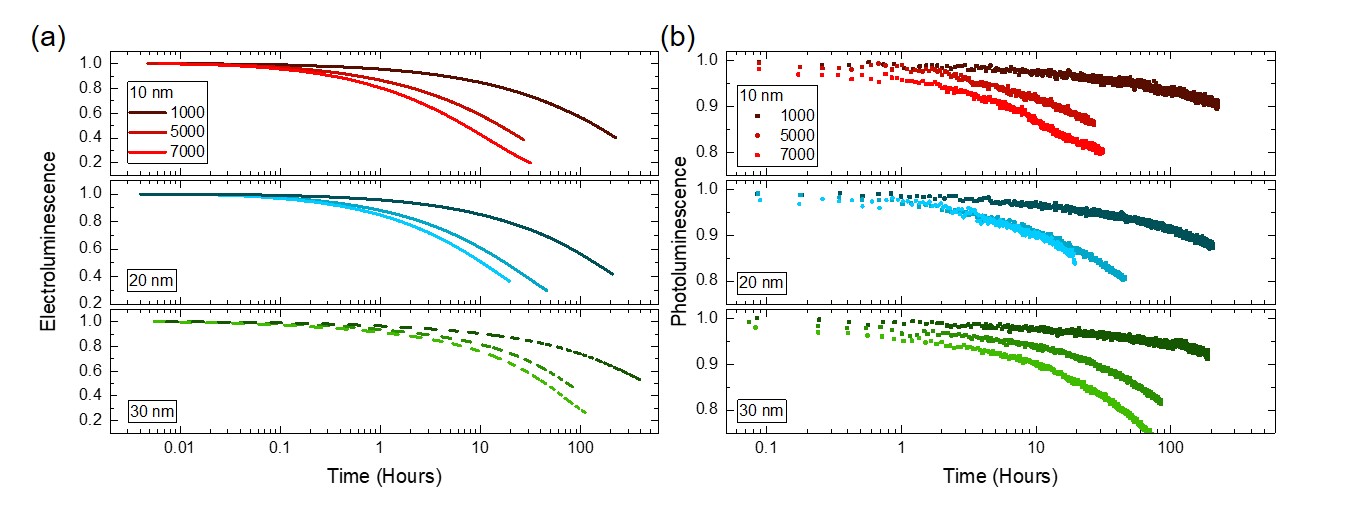 (a)
Electroluminescence
1.0
0.8
0.6
0.4
0.2
10 nm
1000
5000
7000
1.0
0.8
0.6
0.4
0.2
20 nm
1.0
0.8
0.6
0.4
0.2
30 nm
0.01 0.1 1 10 100
Time (Hours)
(b)
Photoluminescence
1.0
0.9
0.8
10 nm
1000
5000
7000
1.0
0.9
0.8
20 nm
1.0
0.9
0.8
30 nm
0.1 1 10 100
Time (Hours)